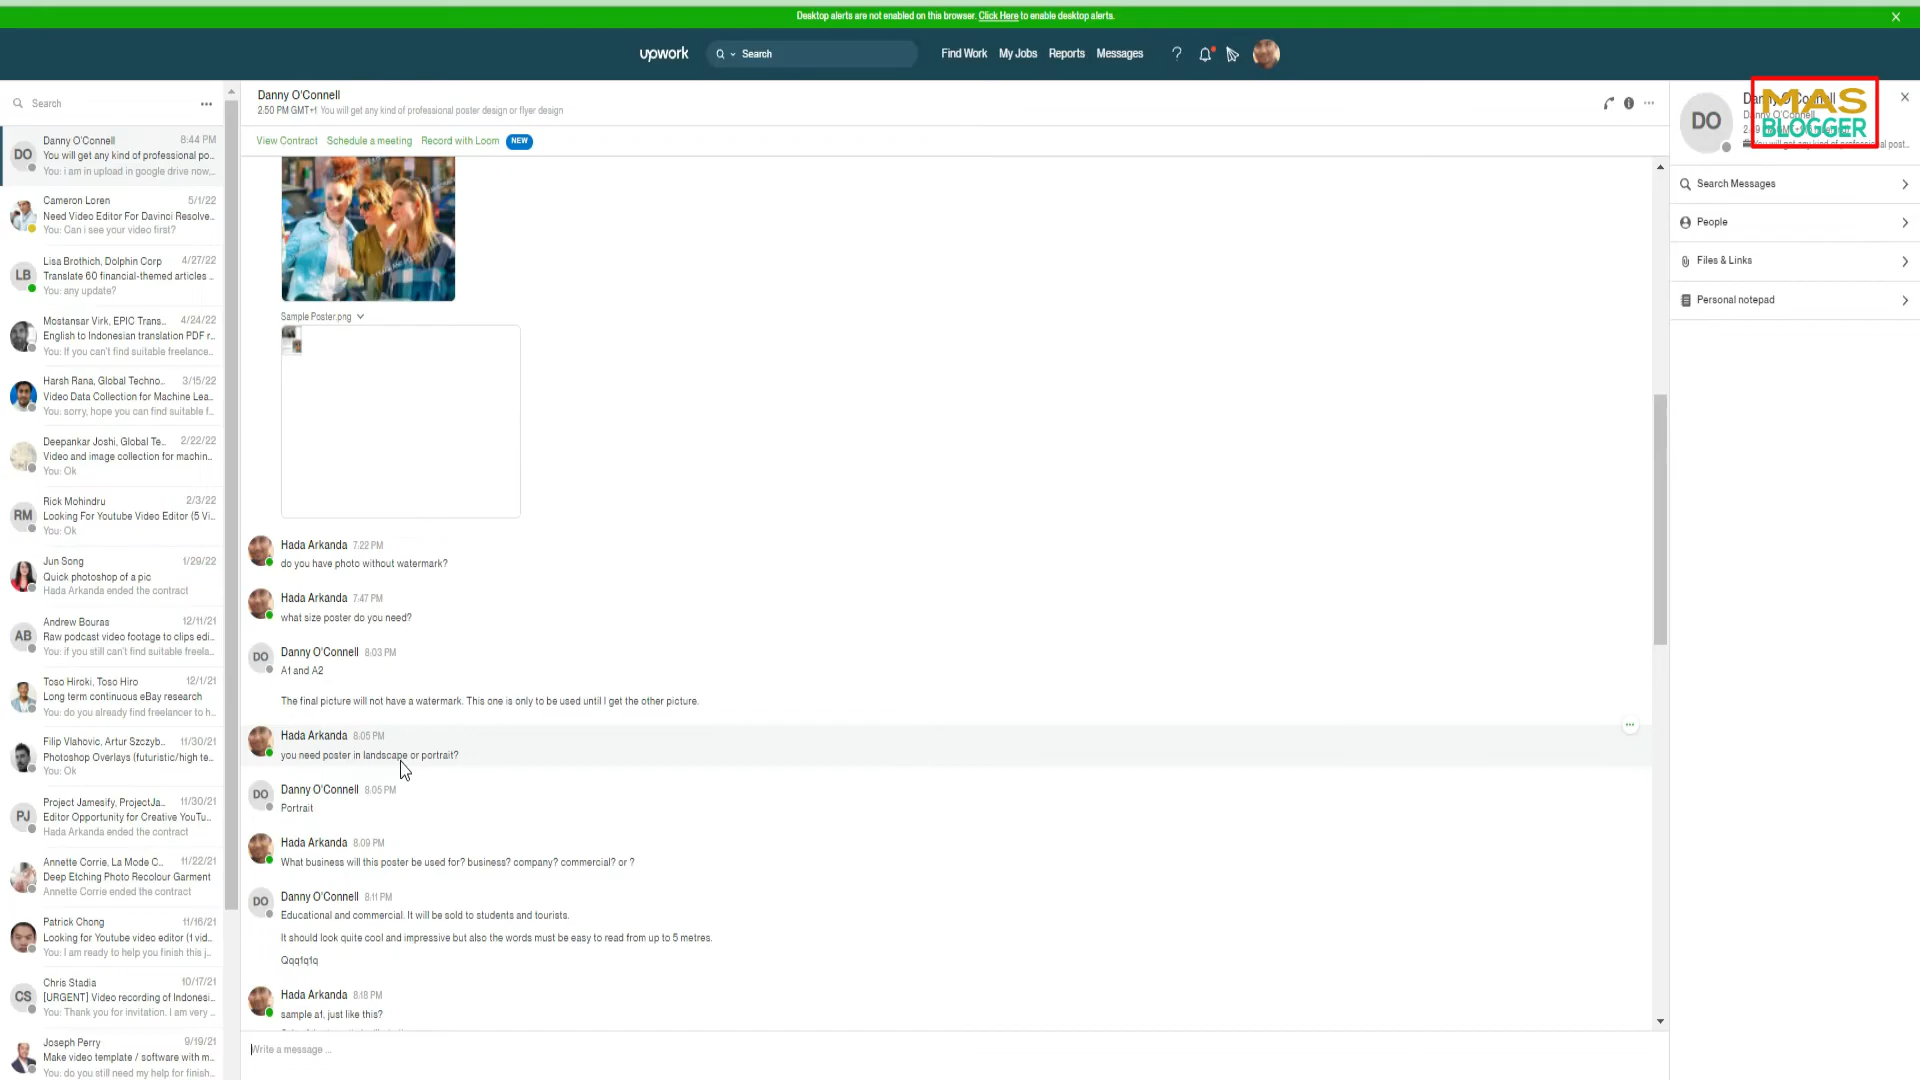 Desktop alerts are not enabled on this browser. Click Here to enable desktop alerts.
upwork
Search
Find Work
My Jobs
Reports
Messages
Search
Danny O'Connell 8:44 PM
You will get any kind of professional po...
You: i am in upload in google drive now,...
Cameron Loren 5/1/22
Need Video Editor For Davinci Resolve...
You: Can i see your video first?
LB
Lisa Brothich, Dolphin Corp 4/27/22
Translate 60 financial-themed articles ...
You: any update?
Mostansar Virk, EPIC Trans... 4/24/22
English to Indonesian translation PDF r...
You: If you can't find suitable freelance...
Harsh Rana, Global Techno... 3/15/22
Video Data Collection for Machine Lea...
You: sorry, hope you can find suitable f...
Deepankar Joshi, Global Te... 2/22/22
Video and image collection for machin...
You: Ok
RM
Rick Mohindru 2/3/22
Looking For Youtube Video Editor (5 Vi...
You: Ok
Jun Song 1/29/22
Quick photoshop of a pic
Hada Arkanda ended the contract
AB
Andrew Bouras 12/11/21
Raw podcast video footage to clips edi...
You: if you still can't find suitable freela...
Toso Hiroki, Toso Hiro 12/1/21
Long term continuous eBay research
You: do you already find freelancer to h...
Filip Vlahovic, Artur Szczyb... 11/30/21
Photoshop Overlays (futuristic/high te...
You: Ok
PJ
Project Jamesify, ProjectJa... 11/30/21
Editor Opportunity for Creative YouTu...
Hada Arkanda ended the contract
Annette Corrie, La Mode C... 11/22/21
Deep Etching Photo Recolour Garment
Annette Corrie ended the contract
Patrick Chong 11/16/21
Looking for Youtube video editor (1 vid...
You: I am ready to help you finish this j...
CS
Chris Stadia 10/17/21
[URGENT] Video recording of Indonesi...
You: Thank you for invitation. I am very ...
Joseph Perry 9/19/21
Make video template / software with m...
You: do you still need my help for finish...
DO
Danny O'Connell
2:50 PM GMT+1 You will get any kind of professional poster design or flyer design
View Contract
Schedule a meeting
Record with Loom NEW
Sample Poster.png
Hada Arkanda 7:22 PM
do you have photo without watermark?
Hada Arkanda 7:47 PM
what size poster do you need?
DO
Danny O'Connell 8:03 PM
A1 and A2
The final picture will not have a watermark. This one is only to be used until I get the other picture.
Hada Arkanda 8:05 PM
you need poster in landscape or portrait?
DO
Danny O'Connell 8:05 PM
Portrait
Hada Arkanda 8:09 PM
What business will this poster be used for? business? company? commercial? or ?
DO
Danny O'Connell 8:11 PM
Educational and commercial. It will be sold to students and tourists.
It should look quite cool and impressive but also the words must be easy to read from up to 5 metres.
Qqq1q1q
Hada Arkanda 8:18 PM
sample a1, just like this?
Write a message ...
DO
Danny O'Connell
MAS
BLOGGER
Search Messages
People
Files & Links
Personal notepad